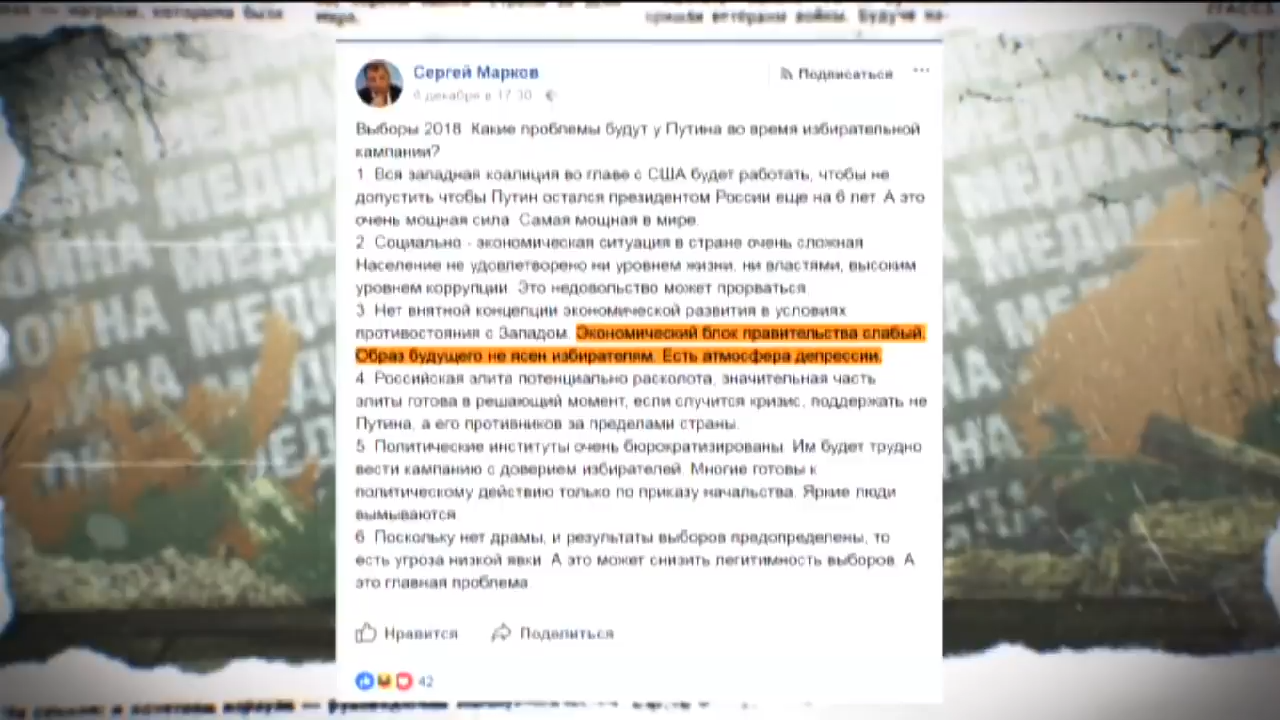 Сергей Марков
Подписаться
6 декабря в 17:30
Выборы 2018. Какие проблемы будут у Путина во время избирательной
кампании?
1. Вся западная коалиция во главе с США будет работать, чтобы не
допустить чтобы Путин остался президентом России еще на 6 лет. А это
очень мощная сила. Самая мощная в мире.
2. Социально - экономическая ситуация в стране очень сложная.
Население не удовлетворено ни уровнем жизни, ни властями, высоким
уровнем коррупции. Это недовольство может прорваться.
3. Нет внятной концепции экономической развития в условиях
противостояния с Западом. Экономический блок правительства слабый.
Образ будущего не ясен избирателям. Есть атмосфера депрессии.
4. Российская элита потенциально расколота, значительная часть
элиты готова в решающий момент, если случится кризис, поддержать не
Путина, а его противников за пределами страны.
5. Политические институты очень бюрократизированы. Им будет трудно
вести кампанию с доверием избирателей. Многие готовы к
политическому действию только по приказу начальства. Яркие люди
вымываются.
6. Поскольку нет драмы, и результаты выборов предопределены, то
есть угроза низкой явки. А это может снизить легитимность выборов. А
это главная проблема.
Нравится Поделиться
42